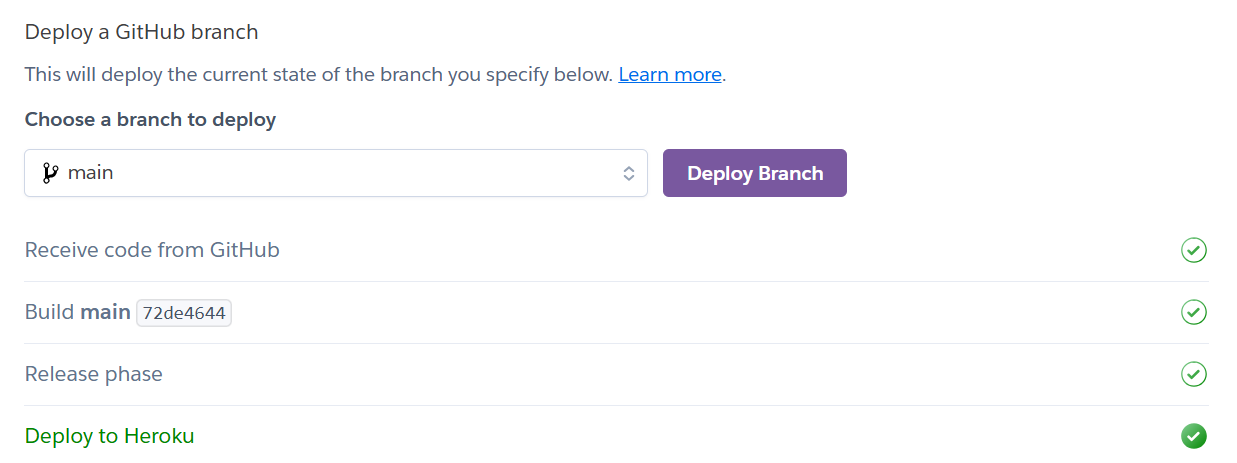 Deploy a GitHub branch
This will deploy the current state of the branch you specify below. Learn more.
Choose a branch to deploy
main
Deploy Branch
Receive code from GitHub
Build main 72de4644
Release phase
Deploy to Heroku